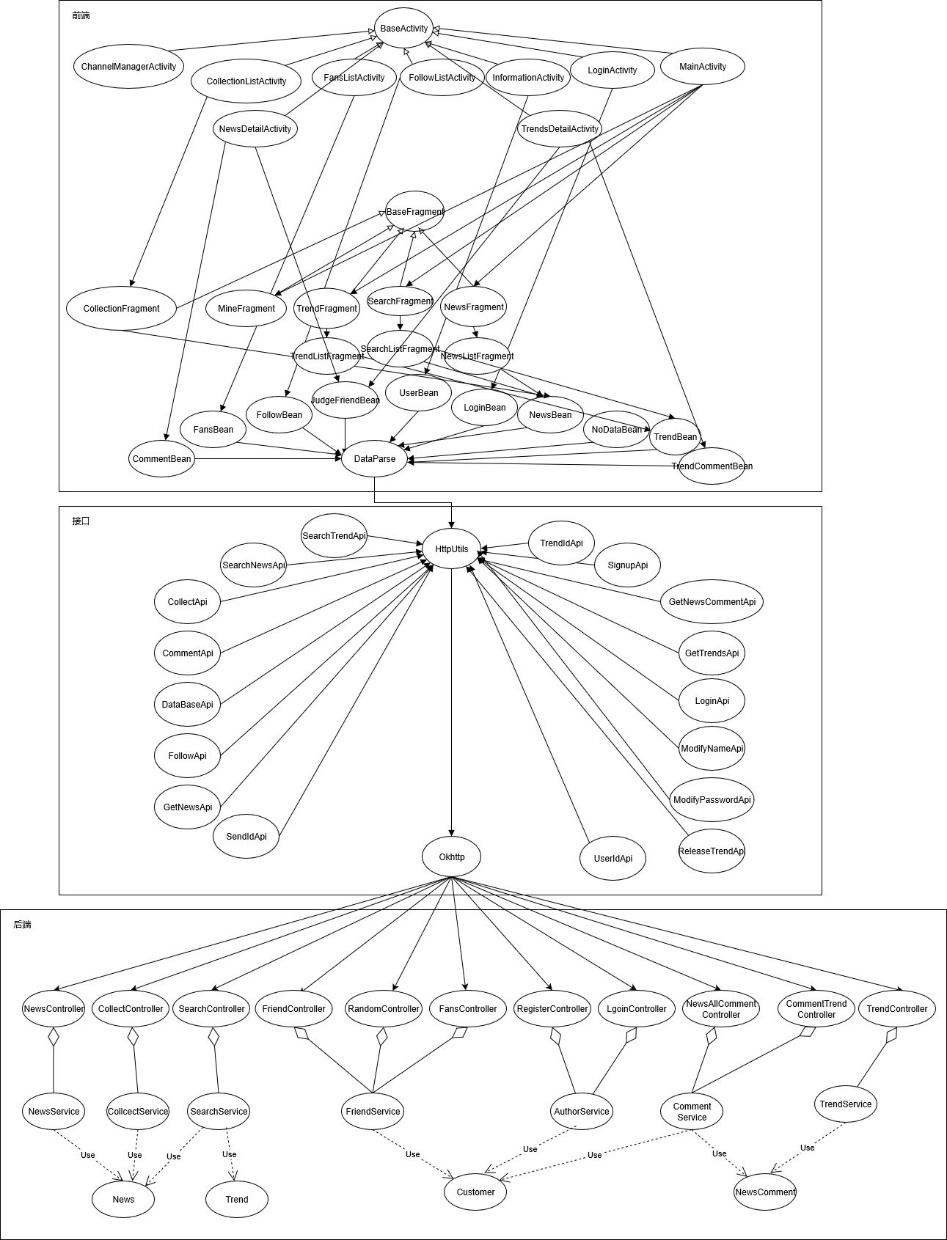 前端
BaseActivity
ChannelManagerActivity
CollectionListActivity
FansListActivity
FollowListActivity
InformationActivity
LoginActivity
MainActivity
NewsDetailActivity
TrendsDetailActivity
BaseFragment
CollectionFragment
MineFragment
TrendFragment
SearchFragment
NewsFragment
TrendListFragment
SearchListFragment
NewsListFragment
JudgeFriendBean
UserBean
LoginBean
NewsBean
FollowBean
FansBean
NoDataBean
TrendBean
CommentBean
DataParse
TrendCommentBean
接口
SearchTrendApi
HttpUtils
TrendIdApi
SearchNewsApi
SignupApi
CollectApi
GetNewsCommentApi
CommentApi
GetTrendsApi
DataBaseApi
LoginApi
FollowApi
ModifyNameApi
GetNewsApi
ModifyPasswordApi
SendIdApi
ReleaseTrendApi
Okhttp
UserIdApi
后端
NewsController
CollectController
SearchController
FriendController
RandomController
FansController
RegisterController
LgoinController
NewsAllComment
Controller
CommentTrend
Controller
TrendController
NewsService
CollcectService
SearchService
FriendService
AuthorService
Comment
Service
TrendService
Use
Use
Use
Use
Use
Use
Use
Use
Use
News
Trend
Customer
NewsComment